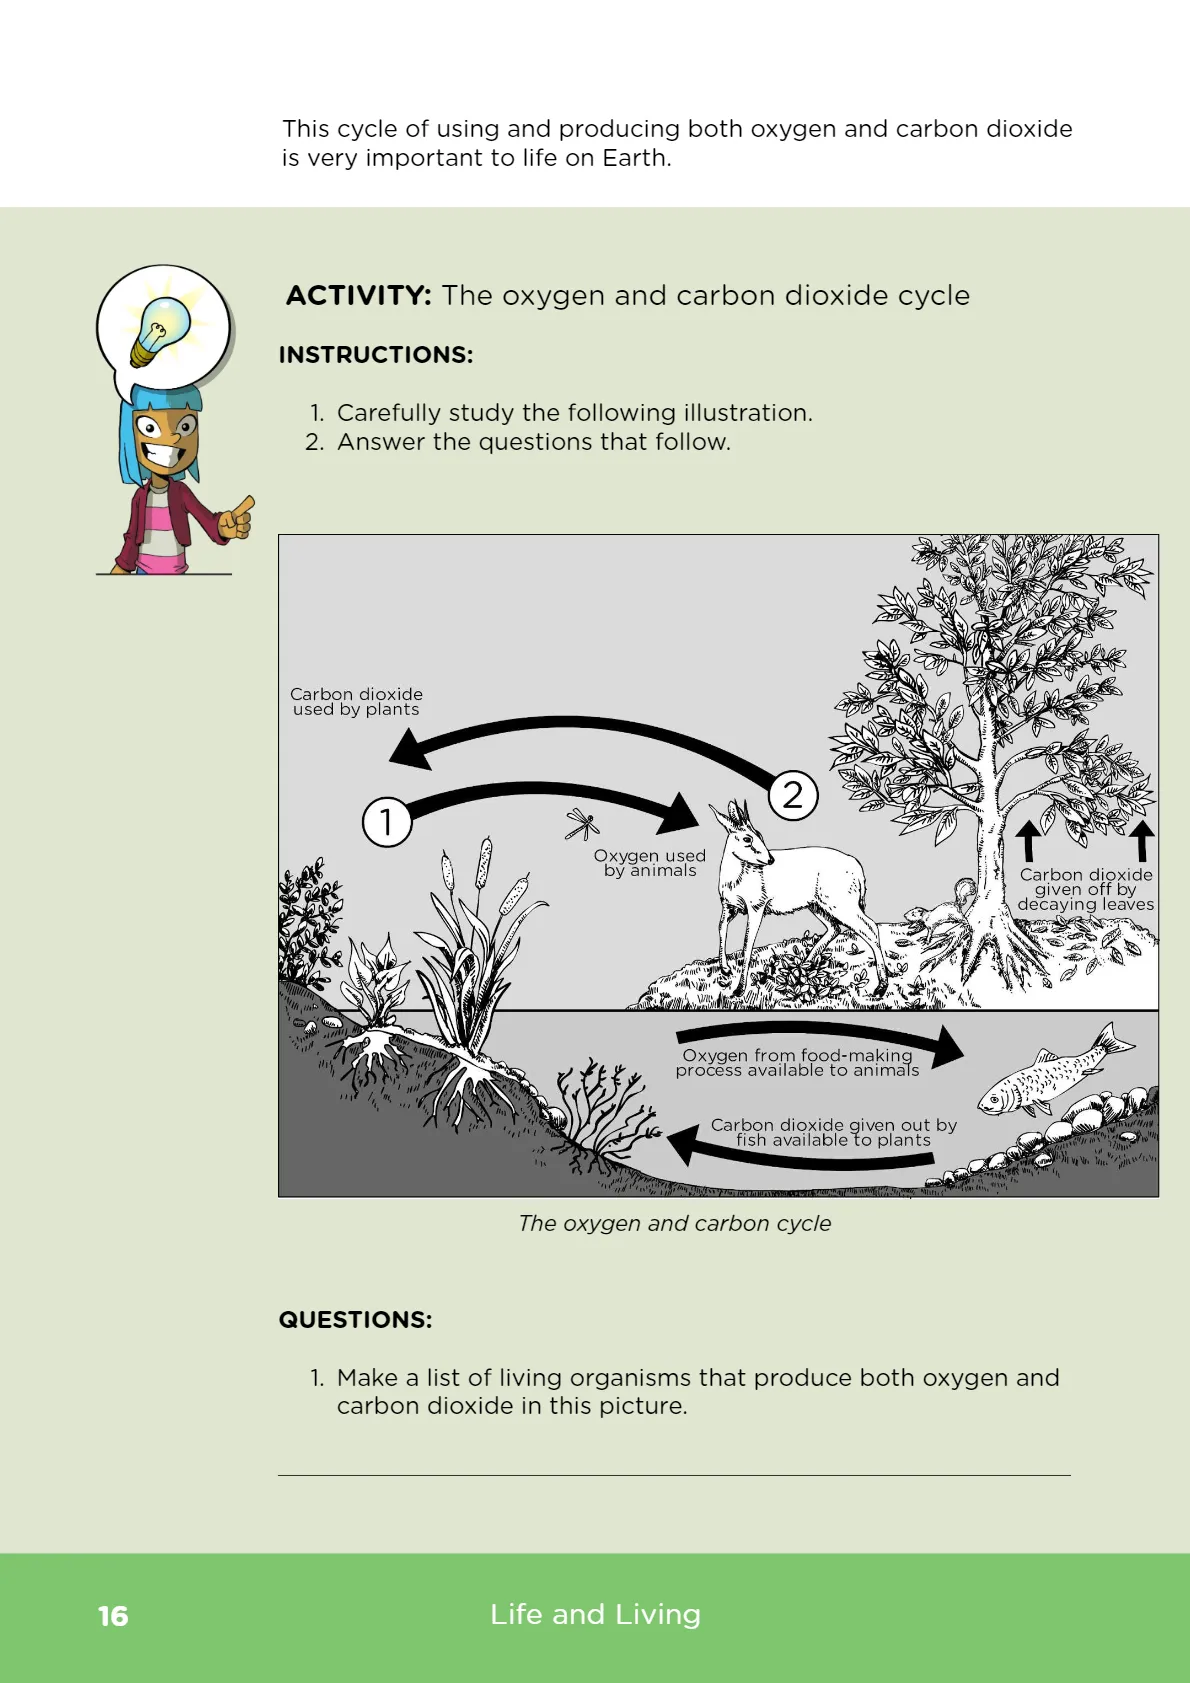 This cycle of using and producing both oxygen and carbon dioxide
is very important to life on Earth.
ACTIVITY: The oxygen and carbon dioxide cycle
INSTRUCTIONS:
1. Carefully study the following illustration.
2. Answer the questions that follow.
Carbon dioxide
used by plants
2
1
Oxygen used
by animals
Carbon dioxide
given off by
decaying leaves
Oxygen from food-making
process available to animals
Carbon dioxide given out by
fish available to plants
The oxygen and carbon cycle
QUESTIONS:
1. Make a list of living organisms that produce both oxygen and
carbon dioxide in this picture.
16
Life and Living